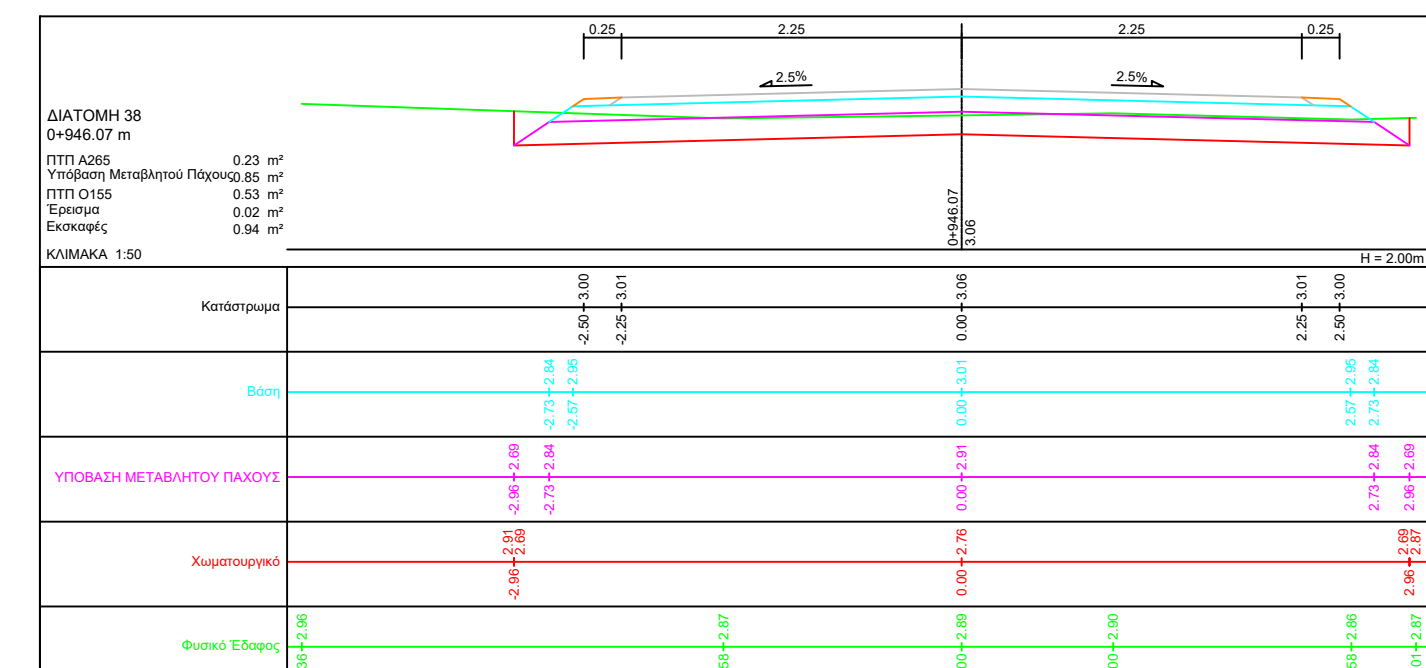 0.25 2.25 2.25 0.25
2.5% 2.5%
ΔΙΑΤΟΜΗ 38
0+946.07 m
ΠΤΠ Α265 0.23 m²
Υπόβαση Μεταβλητού Πάχους 0.85 m²
ΠΤΠ Ο155 0.53 m²
Έρεισμα 0.02 m²
Εκσκαφές 0.94 m²
ΚΛΙΜΑΚΑ 1:50
0+946.07
3.06
H = 2.00m
Κατάστρωμα
-2.50 3.00
-2.25 3.01
0.00 3.06
2.25 3.01
2.50 3.00
Βάση
-2.73 2.84
-2.57 2.95
0.00 3.01
2.57 2.95
2.73 2.84
ΥΠΟΒΑΣΗ ΜΕΤΑΒΛΗΤΟΥ ΠΑΧΟΥΣ
-2.96 2.69
-2.73 2.84
0.00 2.91
2.73 2.84
2.96 2.69
Χωματουργικό
-2.96 2.91
2.69
0.00 2.76
2.96 2.69
2.87
Φυσικό Έδαφος
36 2.96
58 2.87
00 2.89
00 2.90
58 2.86
01 2.87